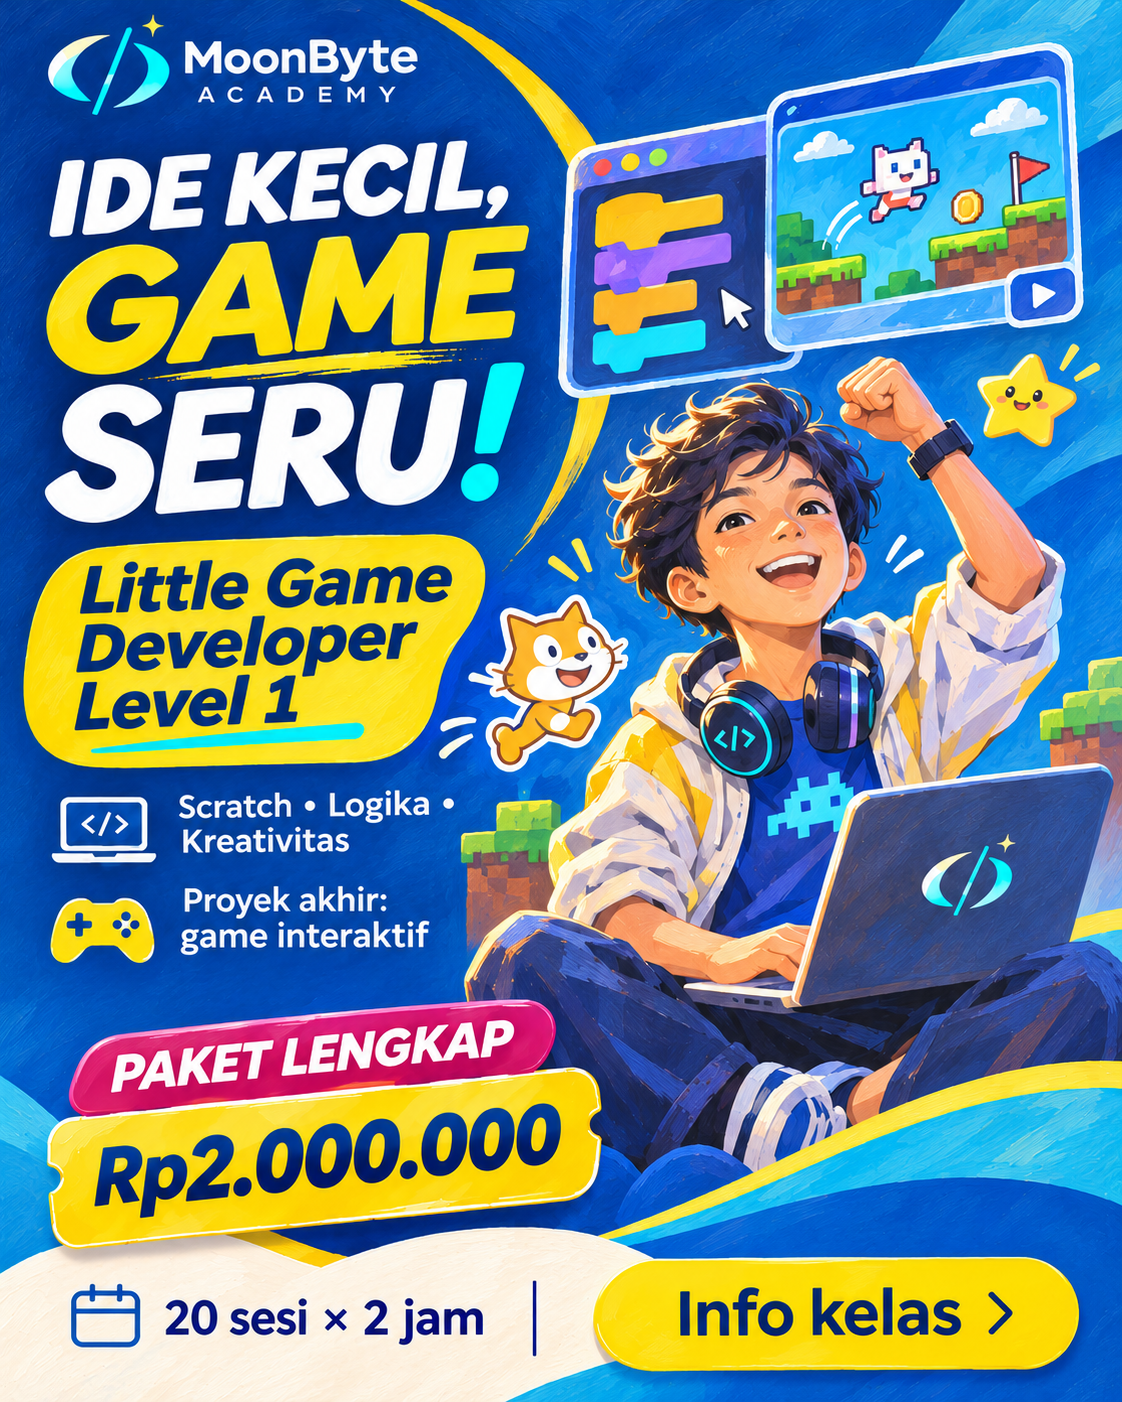 MoonByte
ACADEMY
IDE KECIL,
GAME
SERU!
Little Game
Developer
Level 1
</>
Scratch • Logika •
Kreativitas
Proyek akhir:
game interaktif
PAKET LENGKAP
Rp2.000.000
20 sesi × 2 jam
Info kelas >
</>